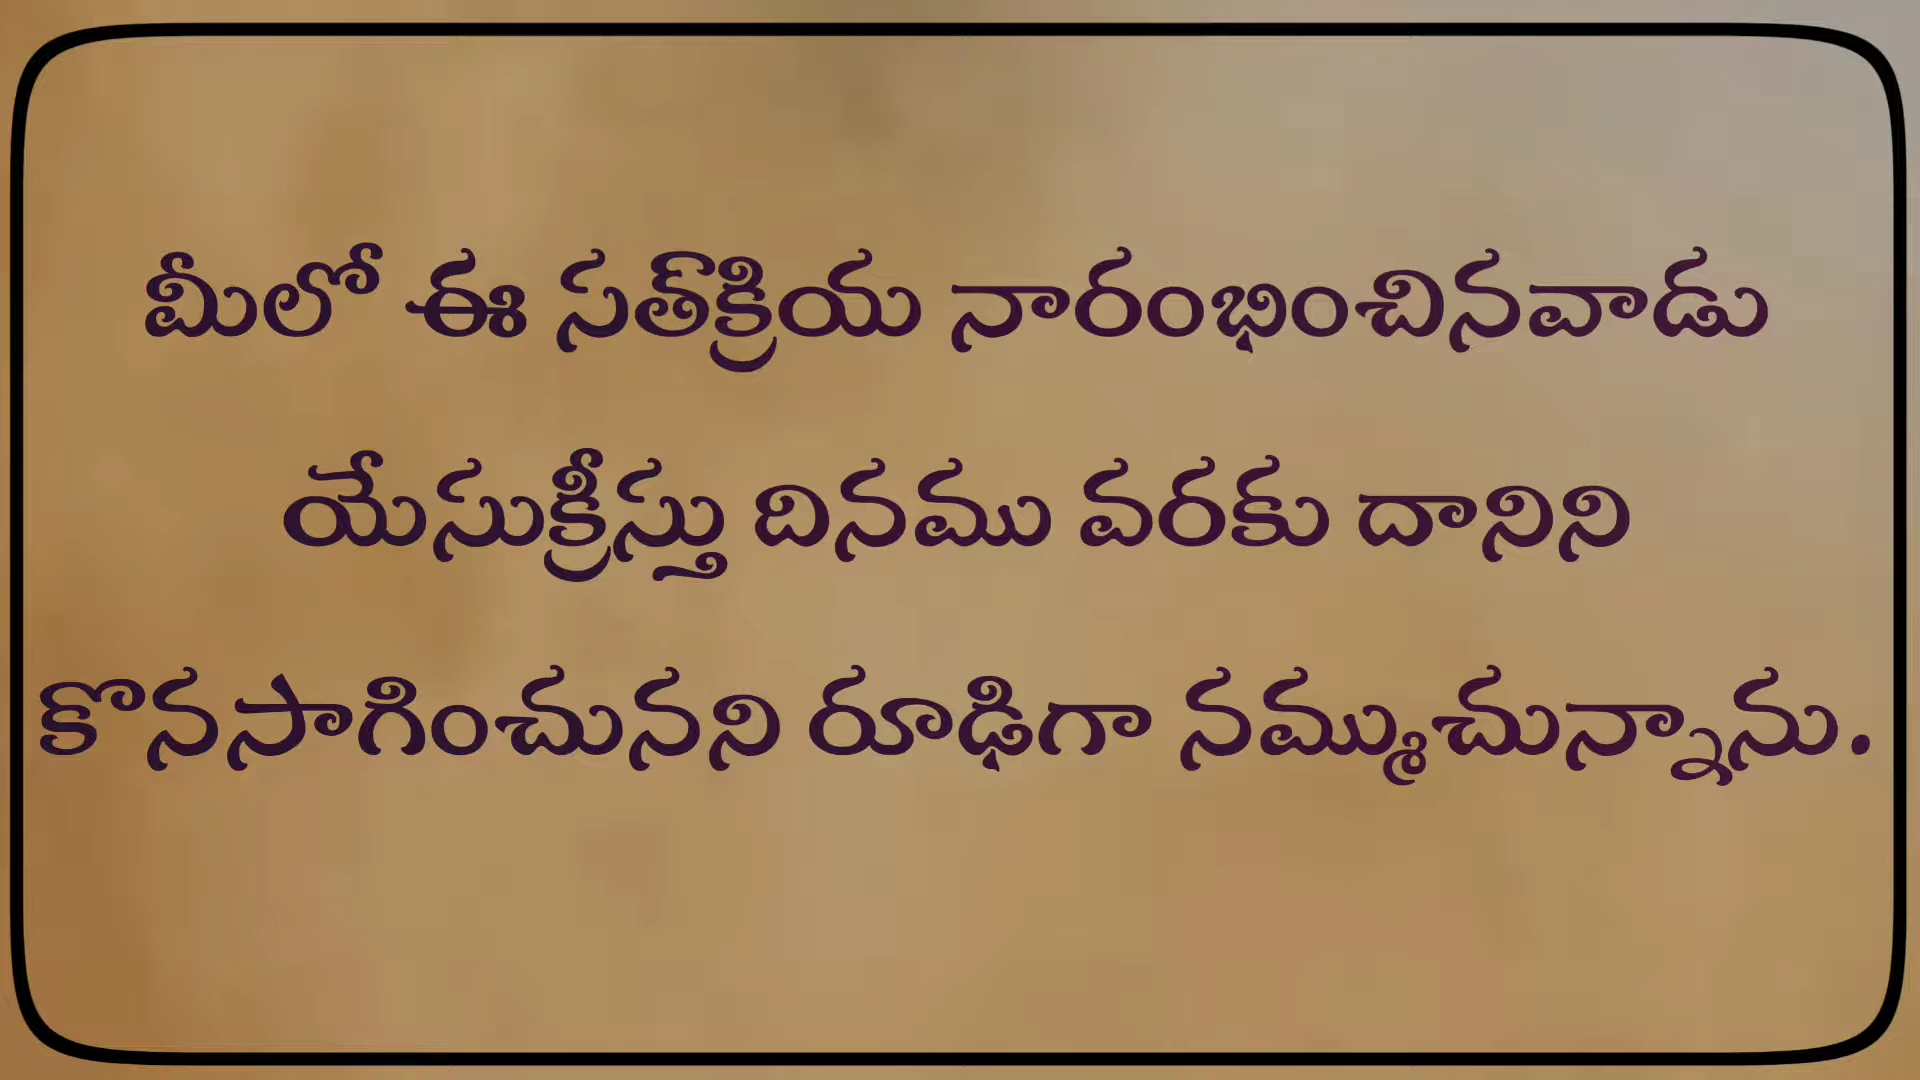 మీలో ఈ సత్‌క్రియ నారంభించినవాడు
యేసుక్రీస్తు దినము వరకు దానిని
కొనసాగించునని రూఢిగా నమ్ముచున్నాను.